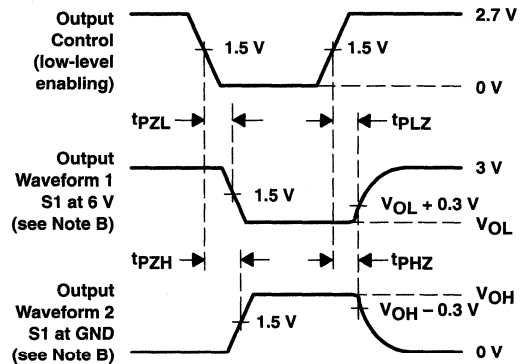 Output
Control
(low-level
enabling)
2.7 V
1.5 V
1.5 V
0 V
tPZL
tPLZ
Output
Waveform 1
S1 at 6 V
(see Note B)
3 V
1.5 V
VOL + 0.3 V
VOL
tPZH
tPHZ
Output
Waveform 2
S1 at GND
(see Note B)
VOH
1.5 V
VOH − 0.3 V
0 V